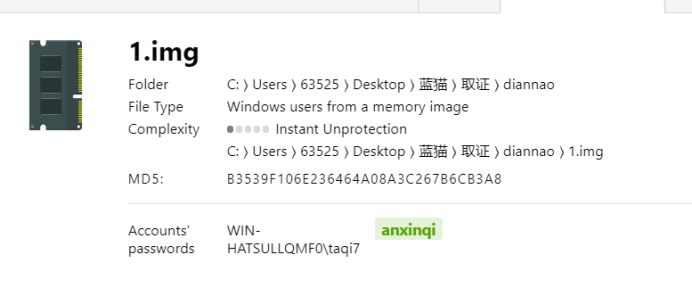 1.img
Folder C: 〉Users 〉63525 〉Desktop 〉蓝猫 〉取证 〉diannao
File Type Windows users from a memory image
Complexity Instant Unprotection
C: 〉Users 〉63525 〉Desktop 〉蓝猫 〉取证 〉diannao 〉1.img
MD5: B3539F106E236464A08A3C267B6CB3A8
Accounts' WIN- anxinqi
passwords HATSULLQMF0\taqi7